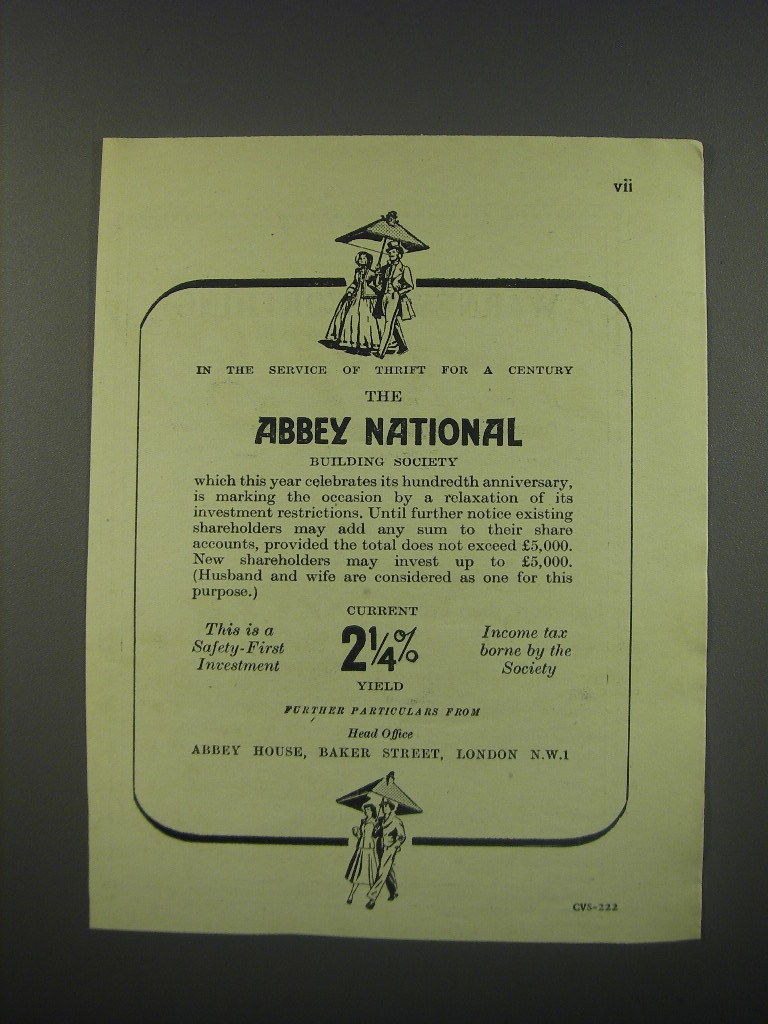 vii
IN THE SERVICE OF THRIFT FOR A CENTURY
THE
ABBEY NATIONAL
BUILDING SOCIETY
which this year celebrates its hundredth anniversary,
is marking the occasion by a relaxation of its
investment restrictions. Until further notice existing
shareholders may add any sum to their share
accounts, provided the total does not exceed £5,000.
New shareholders may invest up to £5,000.
(Husband and wife are considered as one for this
purpose.)
CURRENT
This is a
Safety-First
Investment
2¼%
Income tax
borne by the
Society
YIELD
FURTHER PARTICULARS FROM
Head Office
ABBEY HOUSE, BAKER STREET, LONDON N.W.1
CVS-222